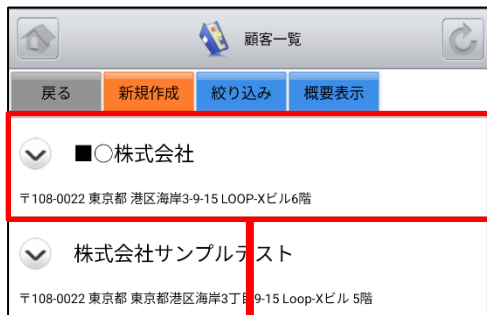 顧客一覧
戻る 新規作成 絞り込み 概要表示
■○株式会社
〒108-0022 東京都 港区海岸3-9-15 LOOP-Xビル6階
株式会社サンプルテスト
〒108-0022 東京都 東京都港区海岸3丁目9-15 Loop-Xビル 5階